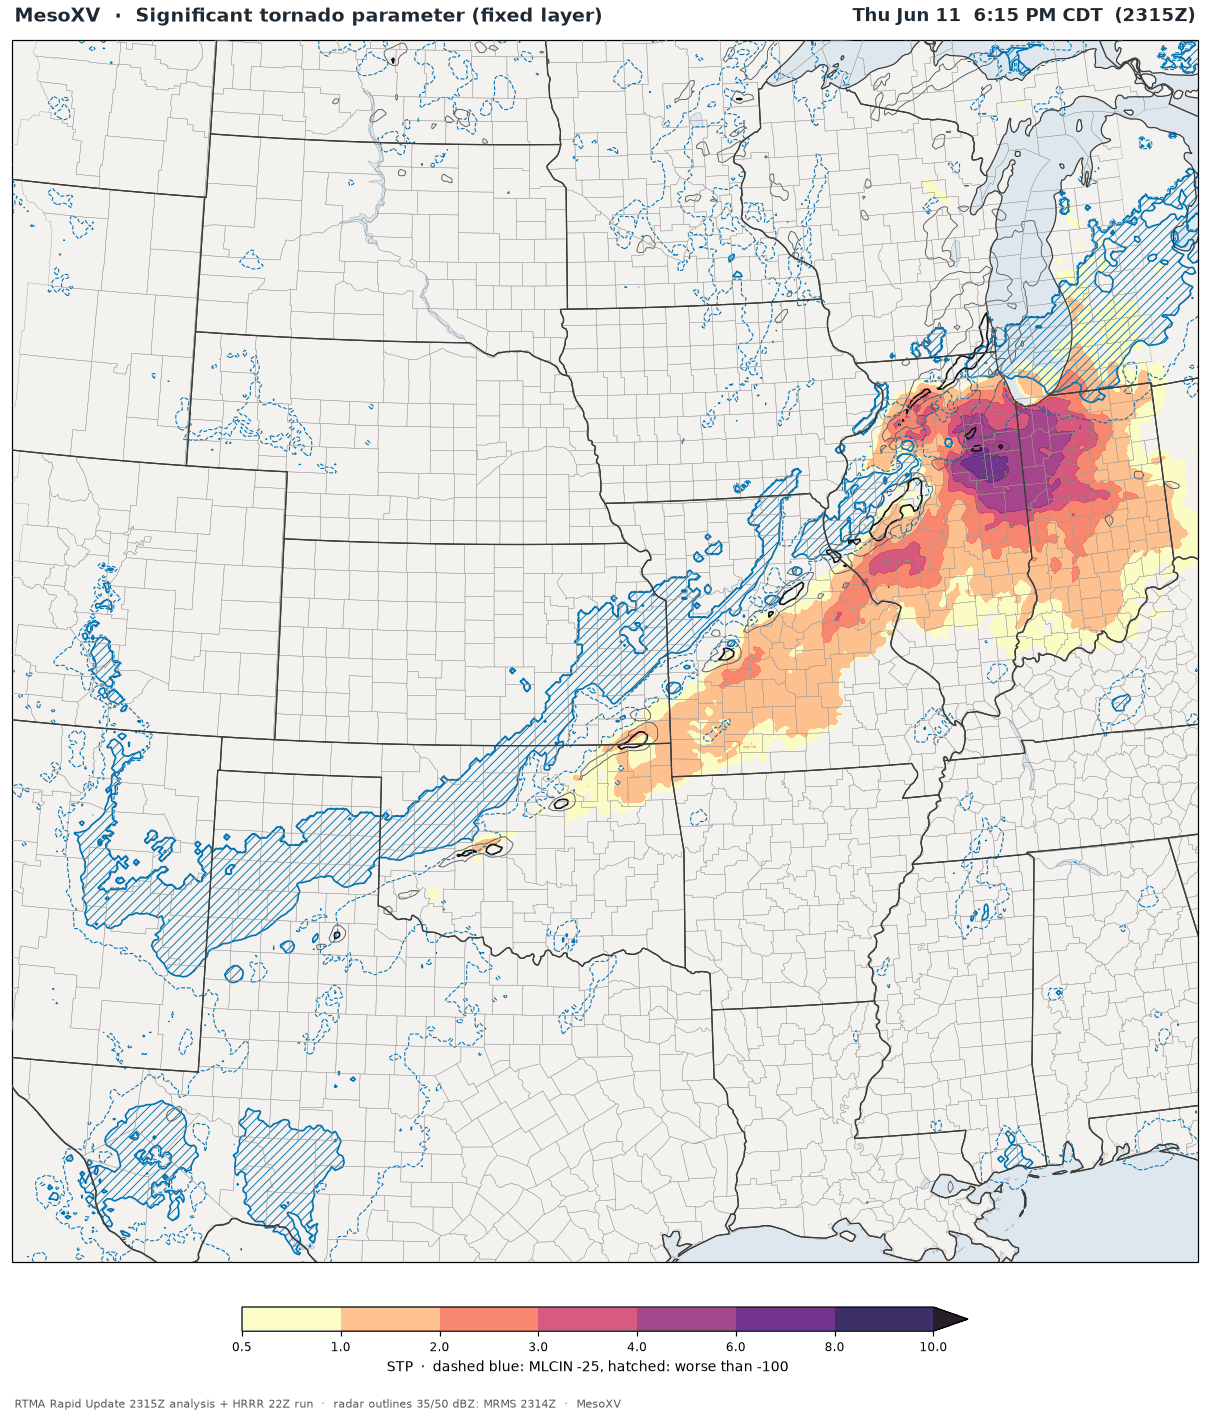 MesoXV · Significant tornado parameter (fixed layer)
Thu Jun 11 6:15 PM CDT (2315Z)
0.5 1.0 2.0 3.0 4.0 6.0 8.0 10.0
STP · dashed blue: MLCIN -25, hatched: worse than -100
RTMA Rapid Update 2315Z analysis + HRRR 22Z run · radar outlines 35/50 dBZ: MRMS 2314Z · MesoXV